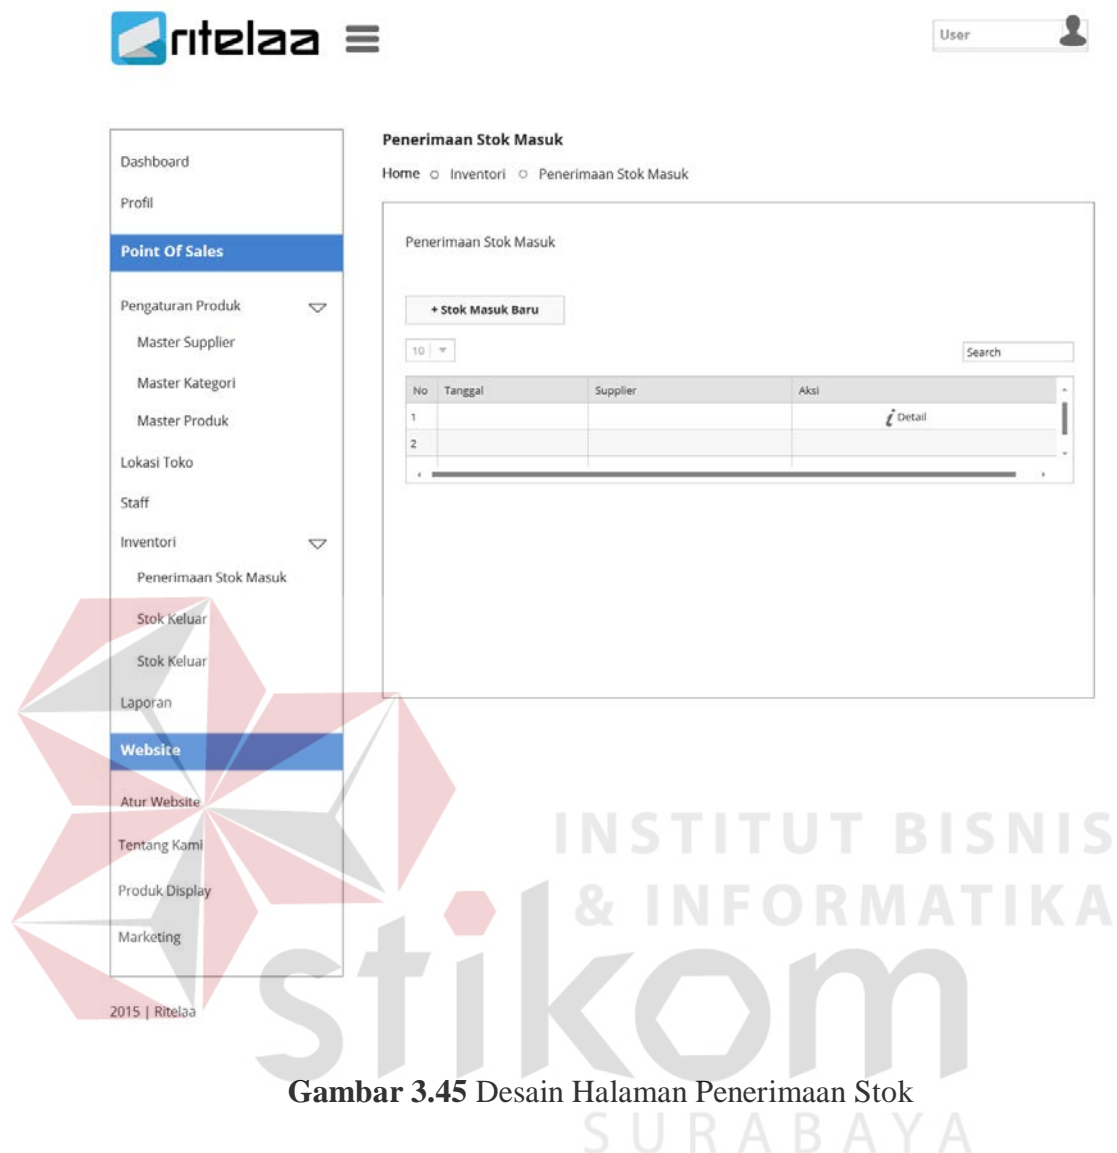 ritelaa
User
Dashboard
Profil
Point Of Sales
Pengaturan Produk
Master Supplier
Master Kategori
Master Produk
Lokasi Toko
Staff
Inventori
Penerimaan Stok Masuk
Stok Keluar
Stok Keluar
Laporan
Website
Atur Website
Tentang Kami
Produk Display
Marketing
2015 | Ritelaa
Penerimaan Stok Masuk
Home o Inventori o Penerimaan Stok Masuk
Penerimaan Stok Masuk
+ Stok Masuk Baru
10
Search
No Tanggal Supplier Aksi
1 i Detail
2
INSTITUT BISNIS
& INFORMATIKA
stikom
SURABAYA
Gambar 3.45 Desain Halaman Penerimaan Stok